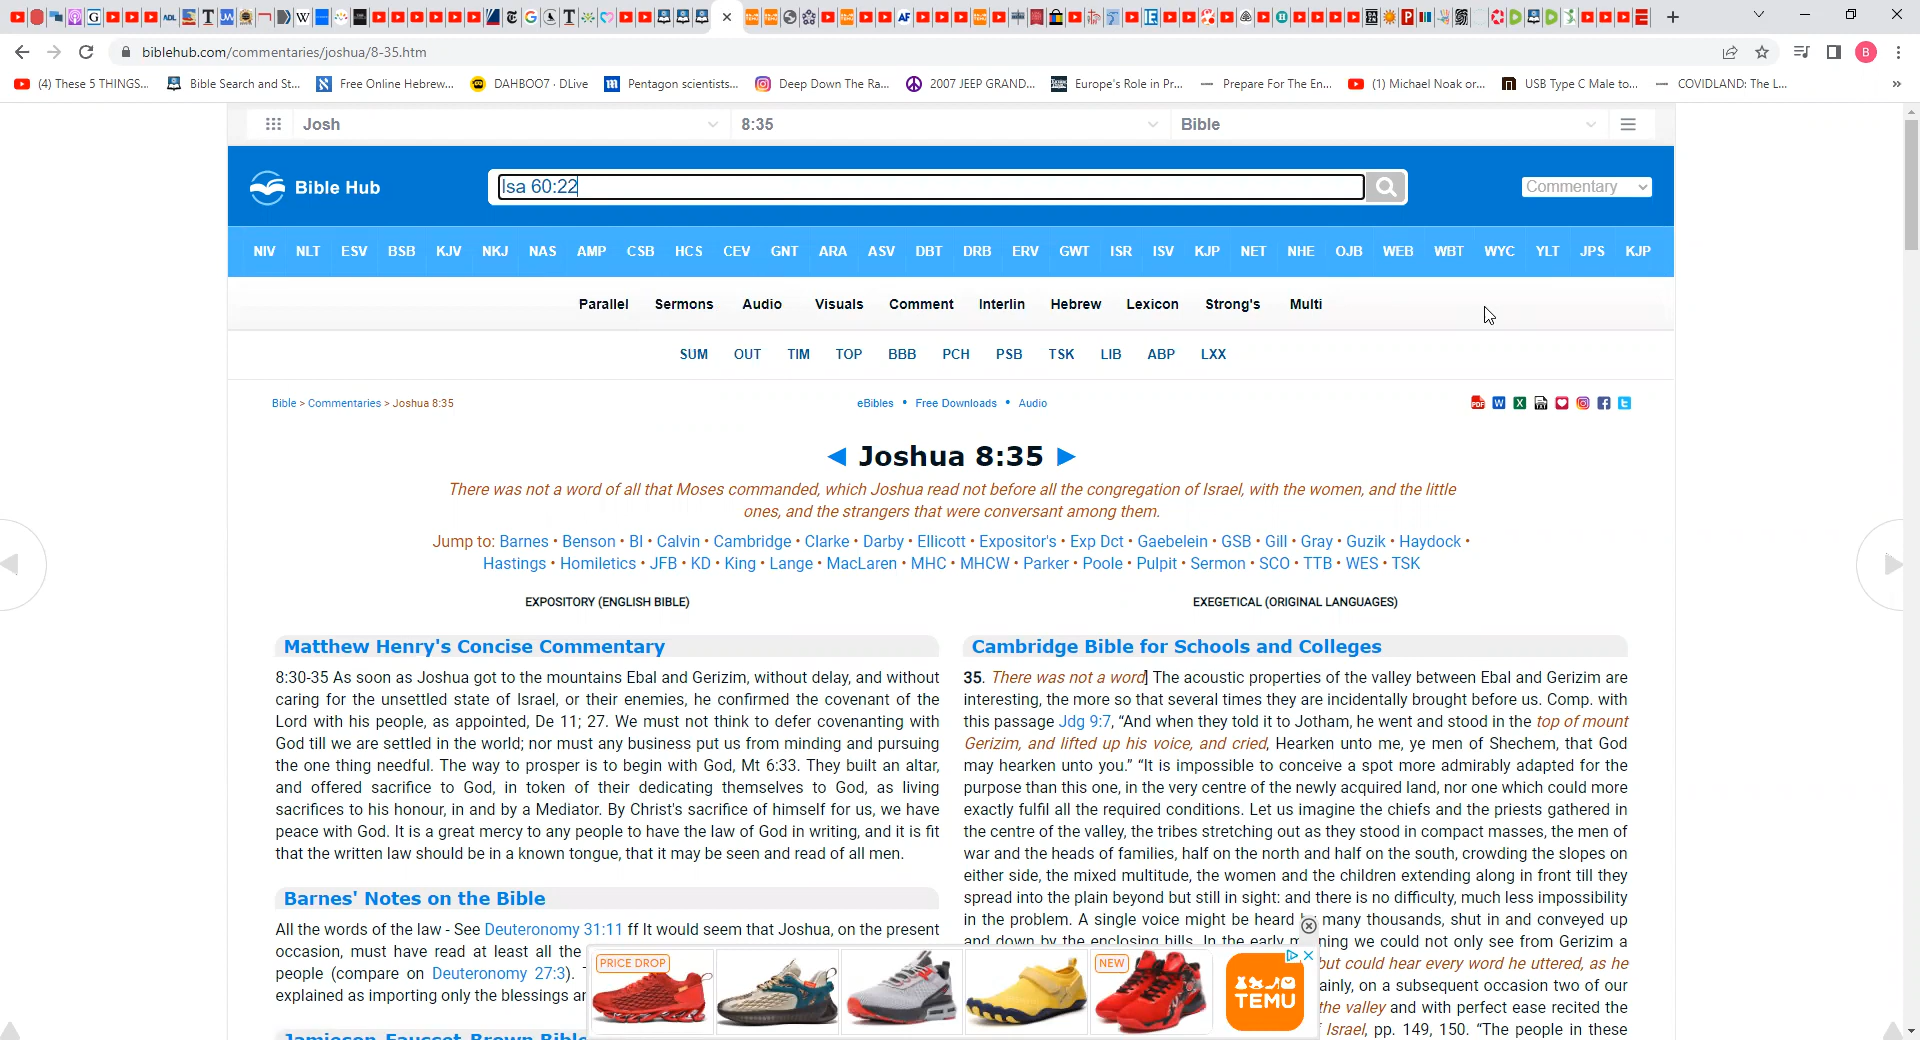 biblehub.com/commentaries/joshua/8-35.htm
B
(4) These 5 THINGS... Bible Search and St... Free Online Hebrew... DAHBOO7 · DLive Pentagon scientists... Deep Down The Ra... 2007 JEEP GRAND... Europe's Role in Pr... Prepare For The En... (1) Michael Noak or... USB Type C Male to... COVIDLAND: The L...
Josh 8:35 Bible
Bible Hub Isa 60:22 Commentary
NIV NLT ESV BSB KJV NKJ NAS AMP CSB HCS CEV GNT ARA ASV DBT DRB ERV GWT ISR ISV KJP NET NHE OJB WEB WBT WYC YLT JPS KJP
Parallel Sermons Audio Visuals Comment Interlin Hebrew Lexicon Strong's Multi
SUM OUT TIM TOP BBB PCH PSB TSK LIB ABP LXX
Bible > Commentaries > Joshua 8:35 eBibles • Free Downloads • Audio
◄ Joshua 8:35 ►
There was not a word of all that Moses commanded, which Joshua read not before all the congregation of Israel, with the women, and the little
ones, and the strangers that were conversant among them.
Jump to: Barnes • Benson • BI • Calvin • Cambridge • Clarke • Darby • Ellicott • Expositor's • Exp Dct • Gaebelein • GSB • Gill • Gray • Guzik • Haydock •
Hastings • Homiletics • JFB • KD • King • Lange • MacLaren • MHC • MHCW • Parker • Poole • Pulpit • Sermon • SCO • TTB • WES • TSK
EXPOSITORY (ENGLISH BIBLE)
Matthew Henry's Concise Commentary
8:30-35 As soon as Joshua got to the mountains Ebal and Gerizim, without delay, and without
caring for the unsettled state of Israel, or their enemies, he confirmed the covenant of the
Lord with his people, as appointed, De 11; 27. We must not think to defer covenanting with
God till we are settled in the world; nor must any business put us from minding and pursuing
the one thing needful. The way to prosper is to begin with God, Mt 6:33. They built an altar,
and offered sacrifice to God, in token of their dedicating themselves to God, as living
sacrifices to his honour, in and by a Mediator. By Christ's sacrifice of himself for us, we have
peace with God. It is a great mercy to any people to have the law of God in writing, and it is fit
that the written law should be in a known tongue, that it may be seen and read of all men.
Barnes' Notes on the Bible
All the words of the law - See Deuteronomy 31:11 ff It would seem that Joshua, on the present
occasion, must have read at least all the
people (compare on Deuteronomy 27:3).
explained as importing only the blessings
Jamieson-Fausset-Brown Bible
EXEGETICAL (ORIGINAL LANGUAGES)
Cambridge Bible for Schools and Colleges
35. There was not a word] The acoustic properties of the valley between Ebal and Gerizim are
interesting, the more so that several times they are incidentally brought before us. Comp. with
this passage Jdg 9:7, “And when they told it to Jotham, he went and stood in the top of mount
Gerizim, and lifted up his voice, and cried, Hearken unto me, ye men of Shechem, that God
may hearken unto you.” “It is impossible to conceive a spot more admirably adapted for the
purpose than this one, in the very centre of the newly acquired land, nor one which could more
exactly fulfil all the required conditions. Let us imagine the chiefs and the priests gathered in
the centre of the valley, the tribes stretching out as they stood in compact masses, the men of
war and the heads of families, half on the north and half on the south, crowding the slopes on
either side, the mixed multitude, the women and the children extending along in front till they
spread into the plain beyond but still in sight: and there is no difficulty, much less impossibility
in the problem. A single voice might be heard many thousands, shut in and conveyed up
and down by the enclosing hills. In the early we could not only see from Gerizim a
but could hear every word he uttered, as he
ainly, on a subsequent occasion two of our
the valley and with perfect ease recited the
Israel, pp. 149, 150. “The people in these
PRICE DROP
NEW
TEMU